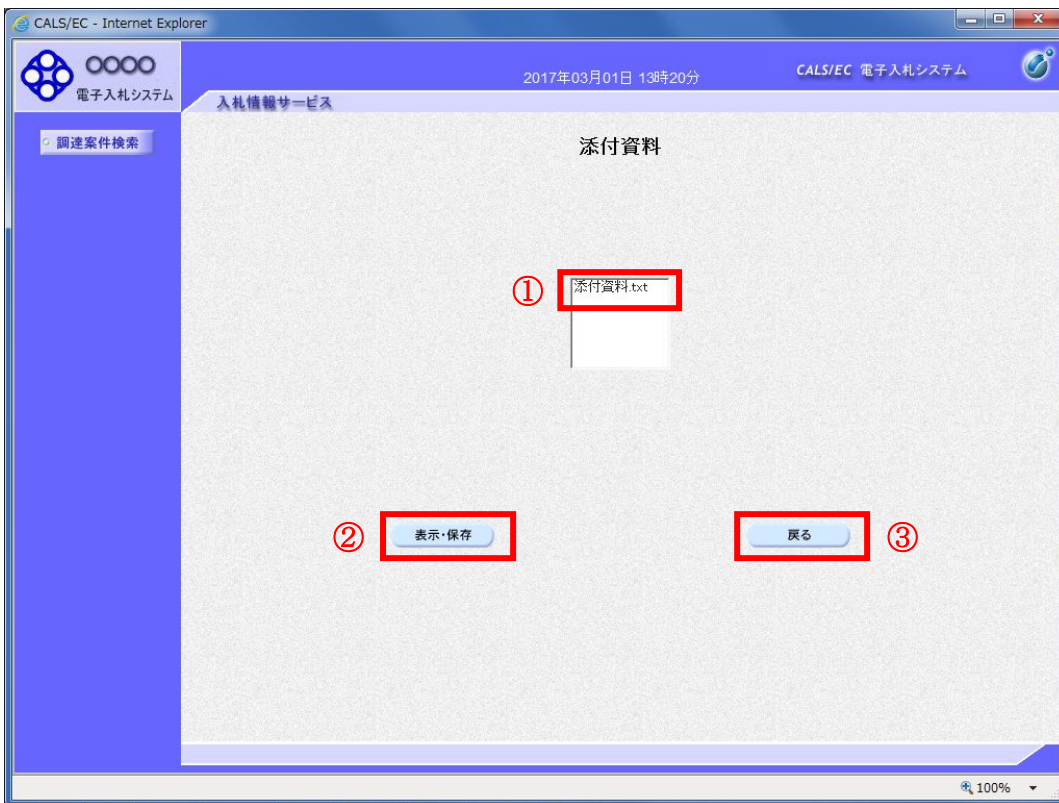 CALS/EC - Internet Explorer
○○○○
電子入札システム
2017年03月01日 13時20分
CALS/EC 電子入札システム
入札情報サービス
調達案件検索
添付資料
① 添付資料.txt
② 表示・保存
戻る ③
100%